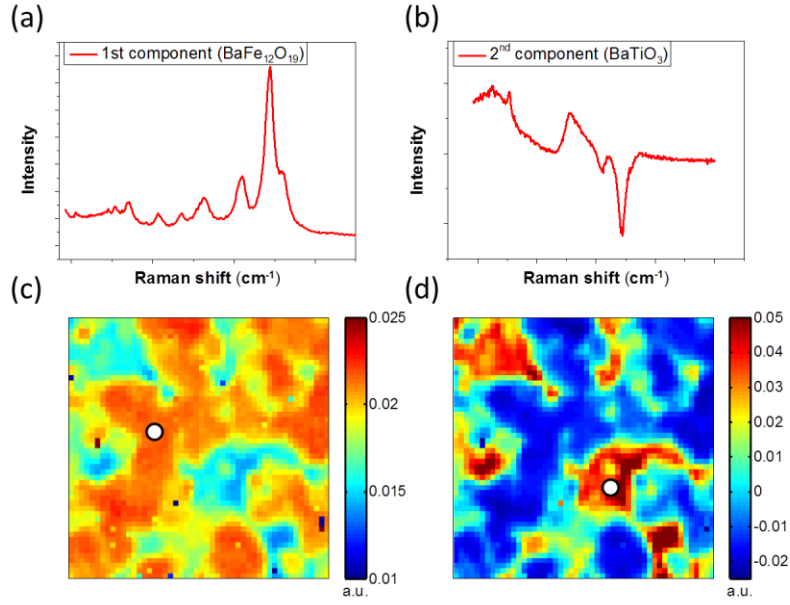 (a)
1st component (BaFe12O19)
Intensity
Raman shift (cm-1)
(b)
2nd component (BaTiO3)
Intensity
Raman shift (cm-1)
(c)
0.025
0.02
0.015
0.01
a.u.
(d)
0.05
0.04
0.03
0.02
0.01
0
-0.01
-0.02
a.u.